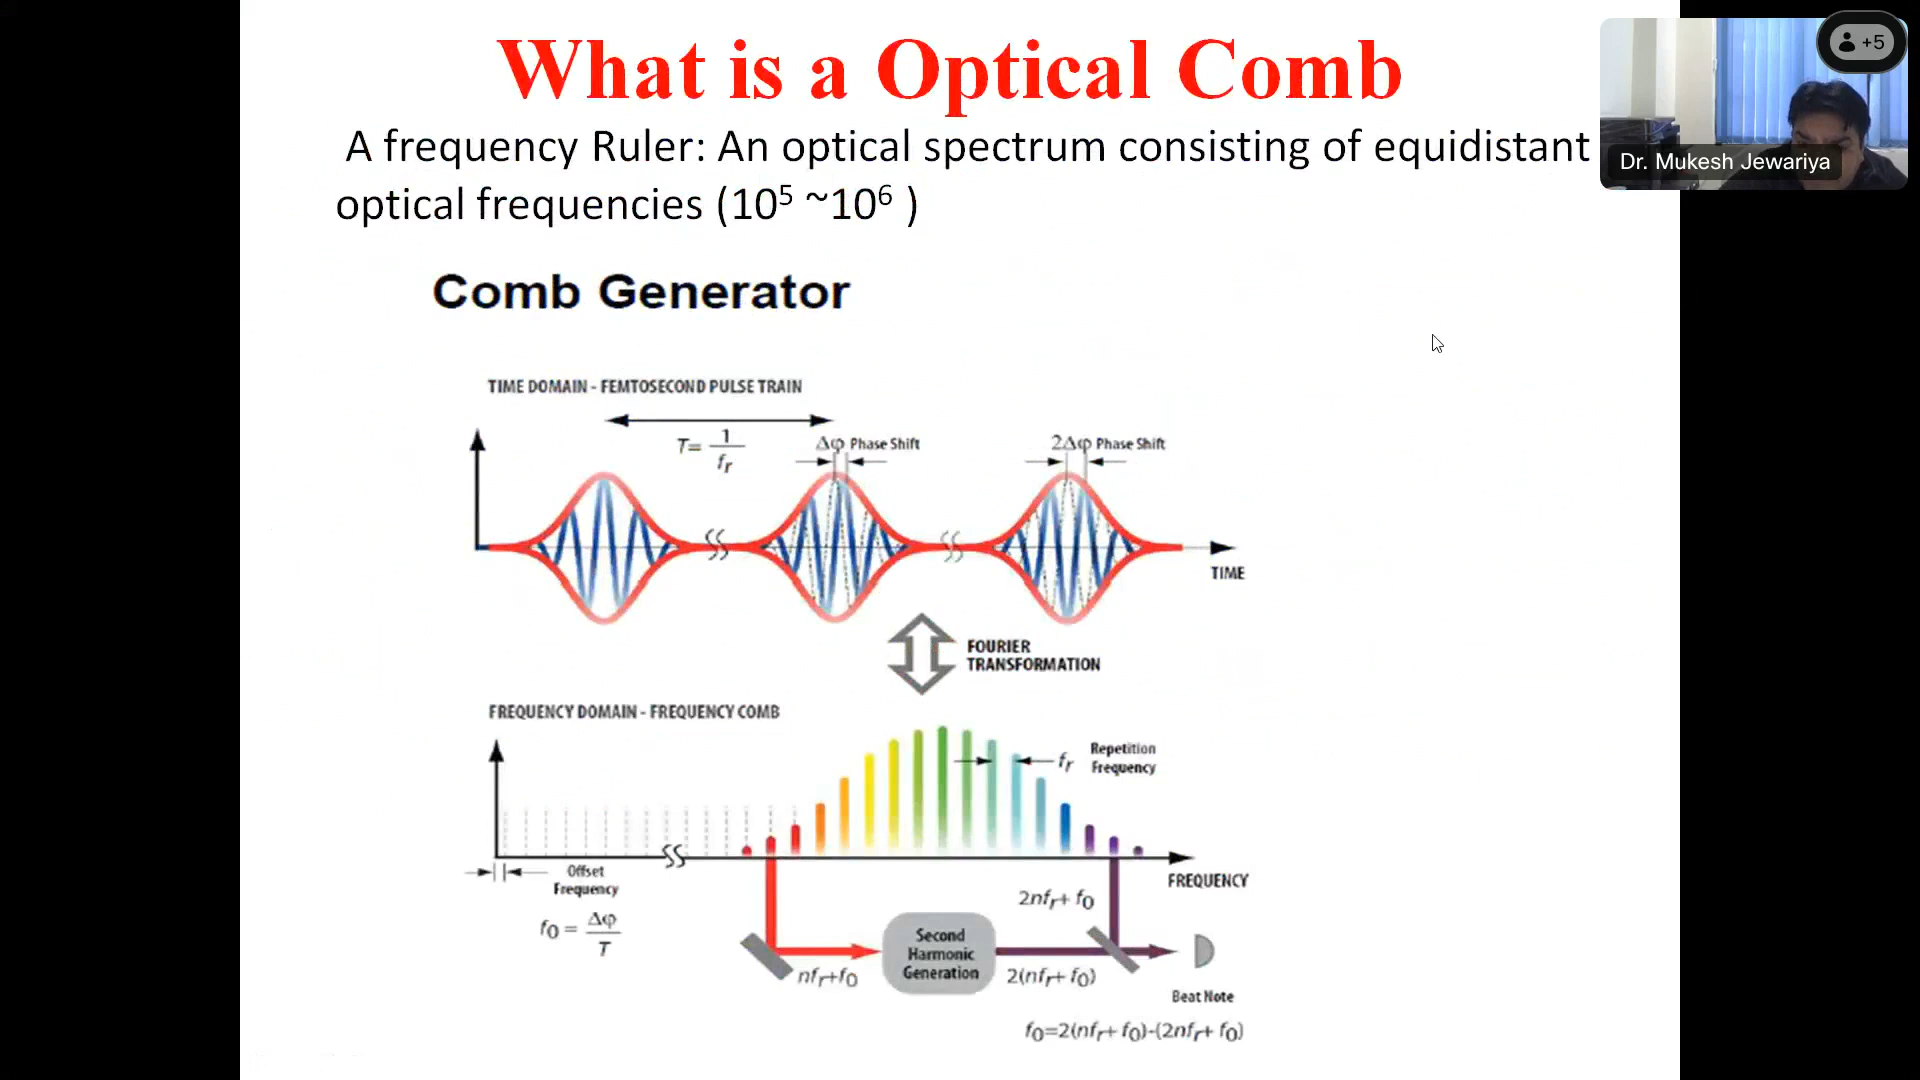 What is a Optical Comb
+5
Dr. Mukesh Jewariya
A frequency Ruler: An optical spectrum consisting of equidistant
optical frequencies (10⁵ ~10⁶ )
Comb Generator
TIME DOMAIN - FEMTOSECOND PULSE TRAIN
T= 1/fr
Δφ Phase Shift
2Δφ Phase Shift
TIME
FOURIER
TRANSFORMATION
FREQUENCY DOMAIN - FREQUENCY COMB
fr
Repetition
Frequency
Offset
Frequency
f0 = Δφ/T
FREQUENCY
2nfr+ f0
Second
Harmonic
Generation
nfr+f0
2(nfr+ f0)
Beat Note
f0=2(nfr+ f0)-(2nfr+ f0)